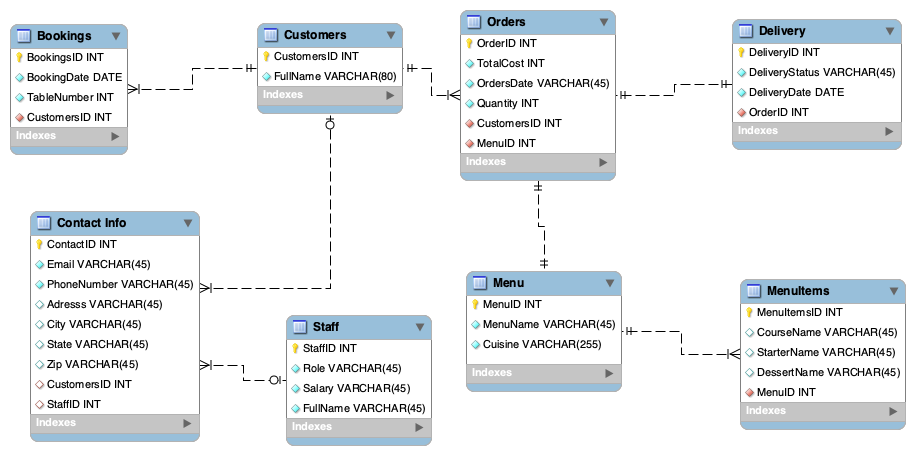 Bookings
BookingsID INT
BookingDate DATE
TableNumber INT
CustomersID INT
Indexes
Customers
CustomersID INT
FullName VARCHAR(80)
Indexes
Orders
OrderID INT
TotalCost INT
OrdersDate VARCHAR(45)
Quantity INT
CustomersID INT
MenuID INT
Indexes
Delivery
DeliveryID INT
DeliveryStatus VARCHAR(45)
DeliveryDate DATE
OrderID INT
Indexes
Contact Info
ContactID INT
Email VARCHAR(45)
PhoneNumber VARCHAR(45)
Adresss VARCHAR(45)
City VARCHAR(45)
State VARCHAR(45)
Zip VARCHAR(45)
CustomersID INT
StaffID INT
Indexes
Staff
StaffID INT
Role VARCHAR(45)
Salary VARCHAR(45)
FullName VARCHAR(45)
Indexes
Menu
MenuID INT
MenuName VARCHAR(45)
Cuisine VARCHAR(255)
Indexes
MenuItems
MenuItemsID INT
CourseName VARCHAR(45)
StarterName VARCHAR(45)
DessertName VARCHAR(45)
MenuID INT
Indexes